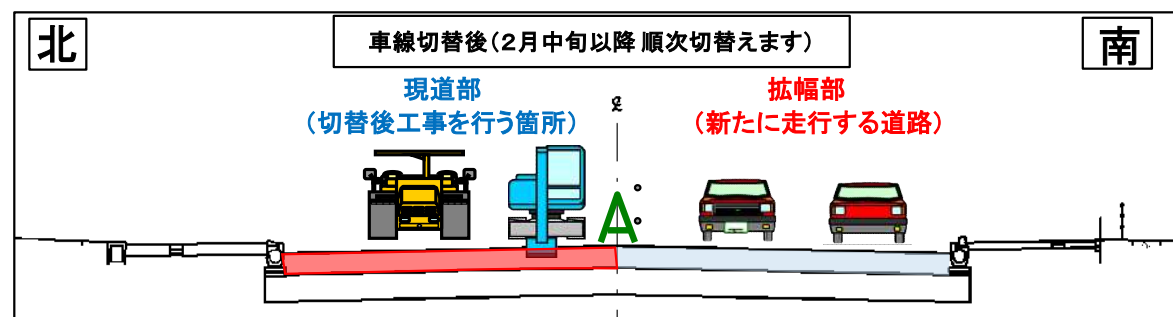 北
車線切替後（２月中旬以降 順次切替えます）
南
現道部
（切替後工事を行う箇所）
拡幅部
（新たに走行する道路）
℄